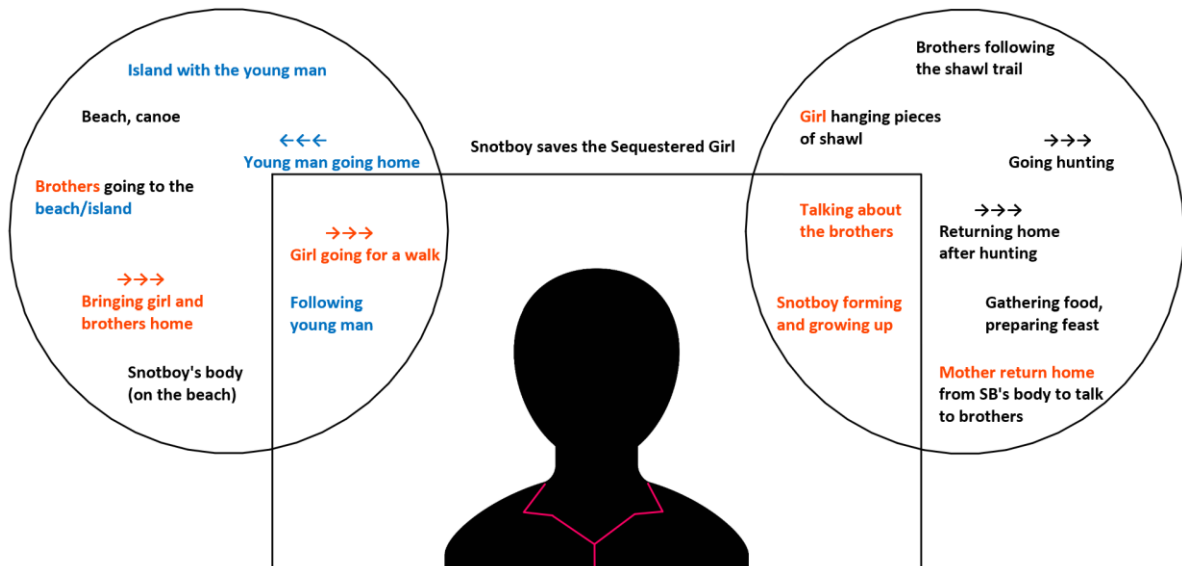 Island with the young man
Beach, canoe
←←←
Young man going home
Brothers going to the
beach/island
→→→
Girl going for a walk
→→→
Bringing girl and
brothers home
Following
young man
Snotboy's body
(on the beach)
Snotboy saves the Sequestered Girl
Brothers following
the shawl trail
Girl hanging pieces
of shawl
→→→
Going hunting
Talking about
the brothers
→→→
Returning home
after hunting
Snotboy forming
and growing up
Gathering food,
preparing feast
Mother return home
from SB's body to talk
to brothers